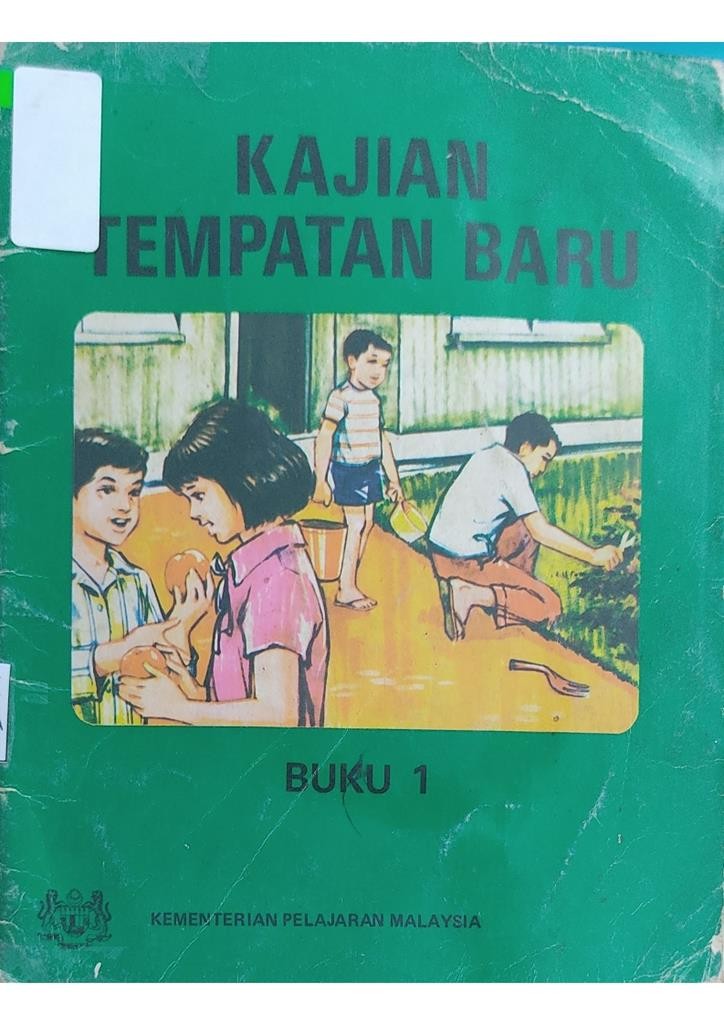 KAJIAN
TEMPATAN BARU
BUKU 1
KEMENTERIAN PELAJARAN MALAYSIA